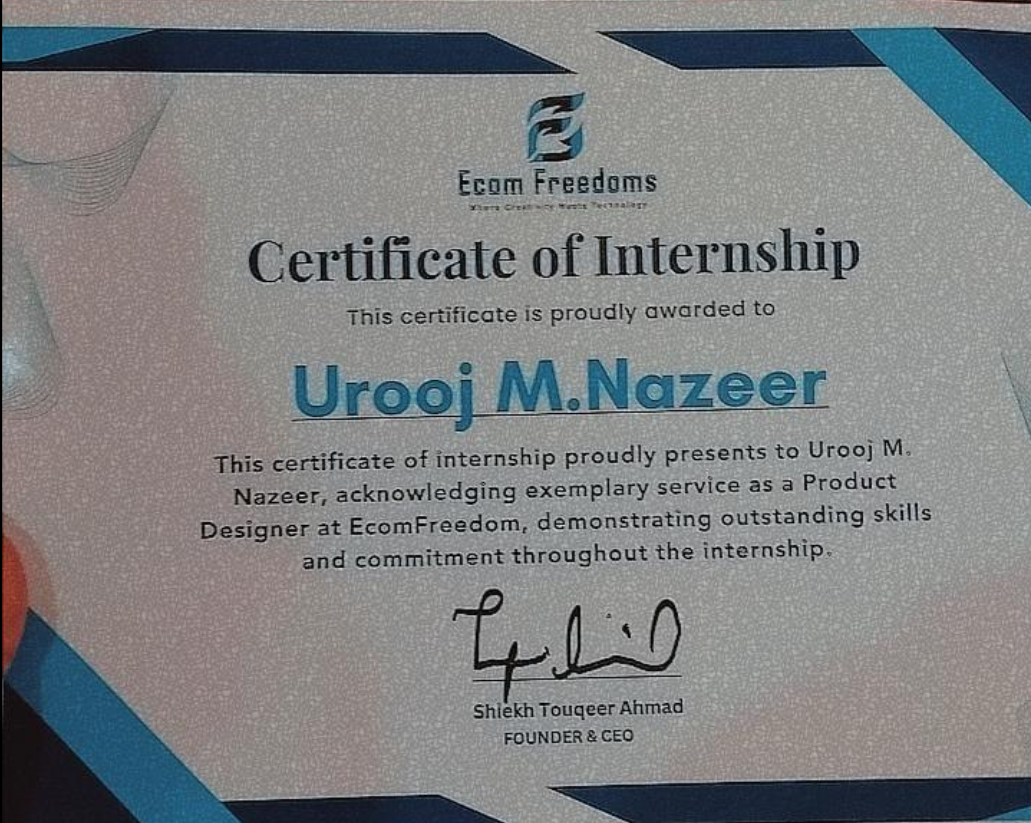 Ecom Freedoms
Where Creativity Meets Technology
Certificate of Internship
This certificate is proudly awarded to
Urooj M.Nazeer
This certificate of internship proudly presents to Urooj M.
Nazeer, acknowledging exemplary service as a Product
Designer at EcomFreedom, demonstrating outstanding skills
and commitment throughout the internship.
Shiekh Touqeer Ahmad
FOUNDER & CEO